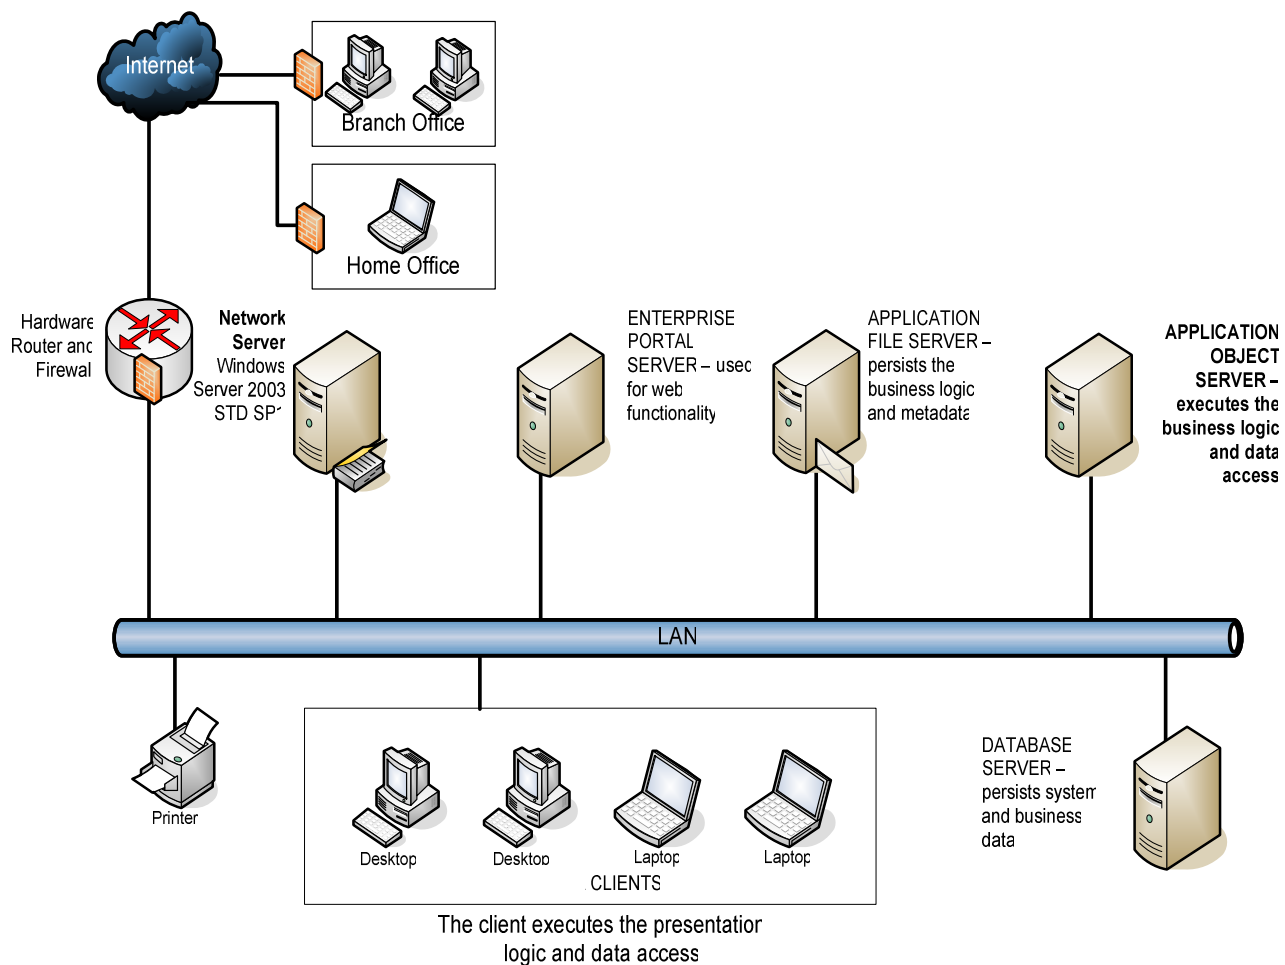 Internet
Branch Office
Home Office
Hardware
Router and
Firewall
Network
Server
Windows
Server 2003
STD SP1
ENTERPRISE
PORTAL
SERVER – used
for web
functionality
APPLICATION
FILE SERVER –
persists the
business logic
and metadata
APPLICATION
OBJECT
SERVER –
executes the
business logic
and data
access
LAN
Printer
Desktop
Desktop
Laptop
Laptop
CLIENTS
The client executes the presentation
logic and data access
DATABASE
SERVER –
persists system
and business
data